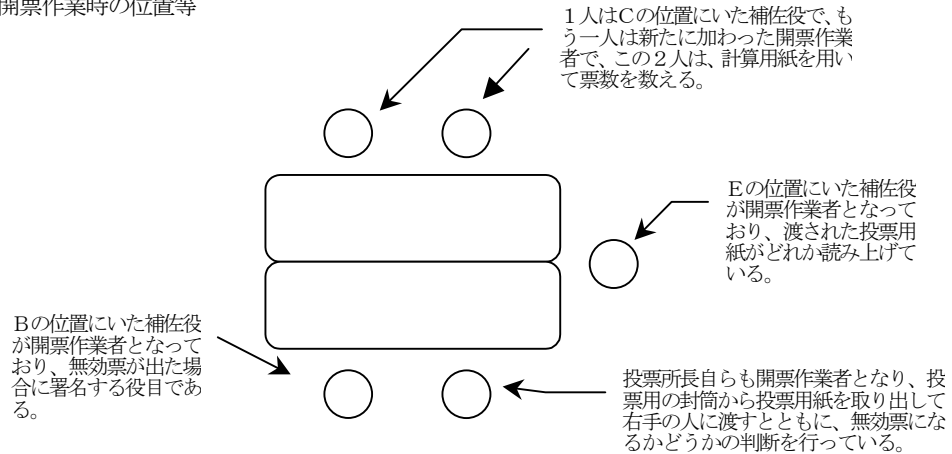 開票作業時の位置等
1人はCの位置にいた補佐役で、も
う一人は新たに加わった開票作業
者で、この2人は、計算用紙を用い
て票数を数える。
Eの位置にいた補佐役
が開票作業者となって
おり、渡された投票用
紙がどれか読み上げて
いる。
Bの位置にいた補佐役
が開票作業者となって
おり、無効票が出た場
合に署名する役目であ
る。
投票所長自らも開票作業者となり、投
票用の封筒から投票用紙を取り出して
右手の人に渡すとともに、無効票にな
るかどうかの判断を行っている。